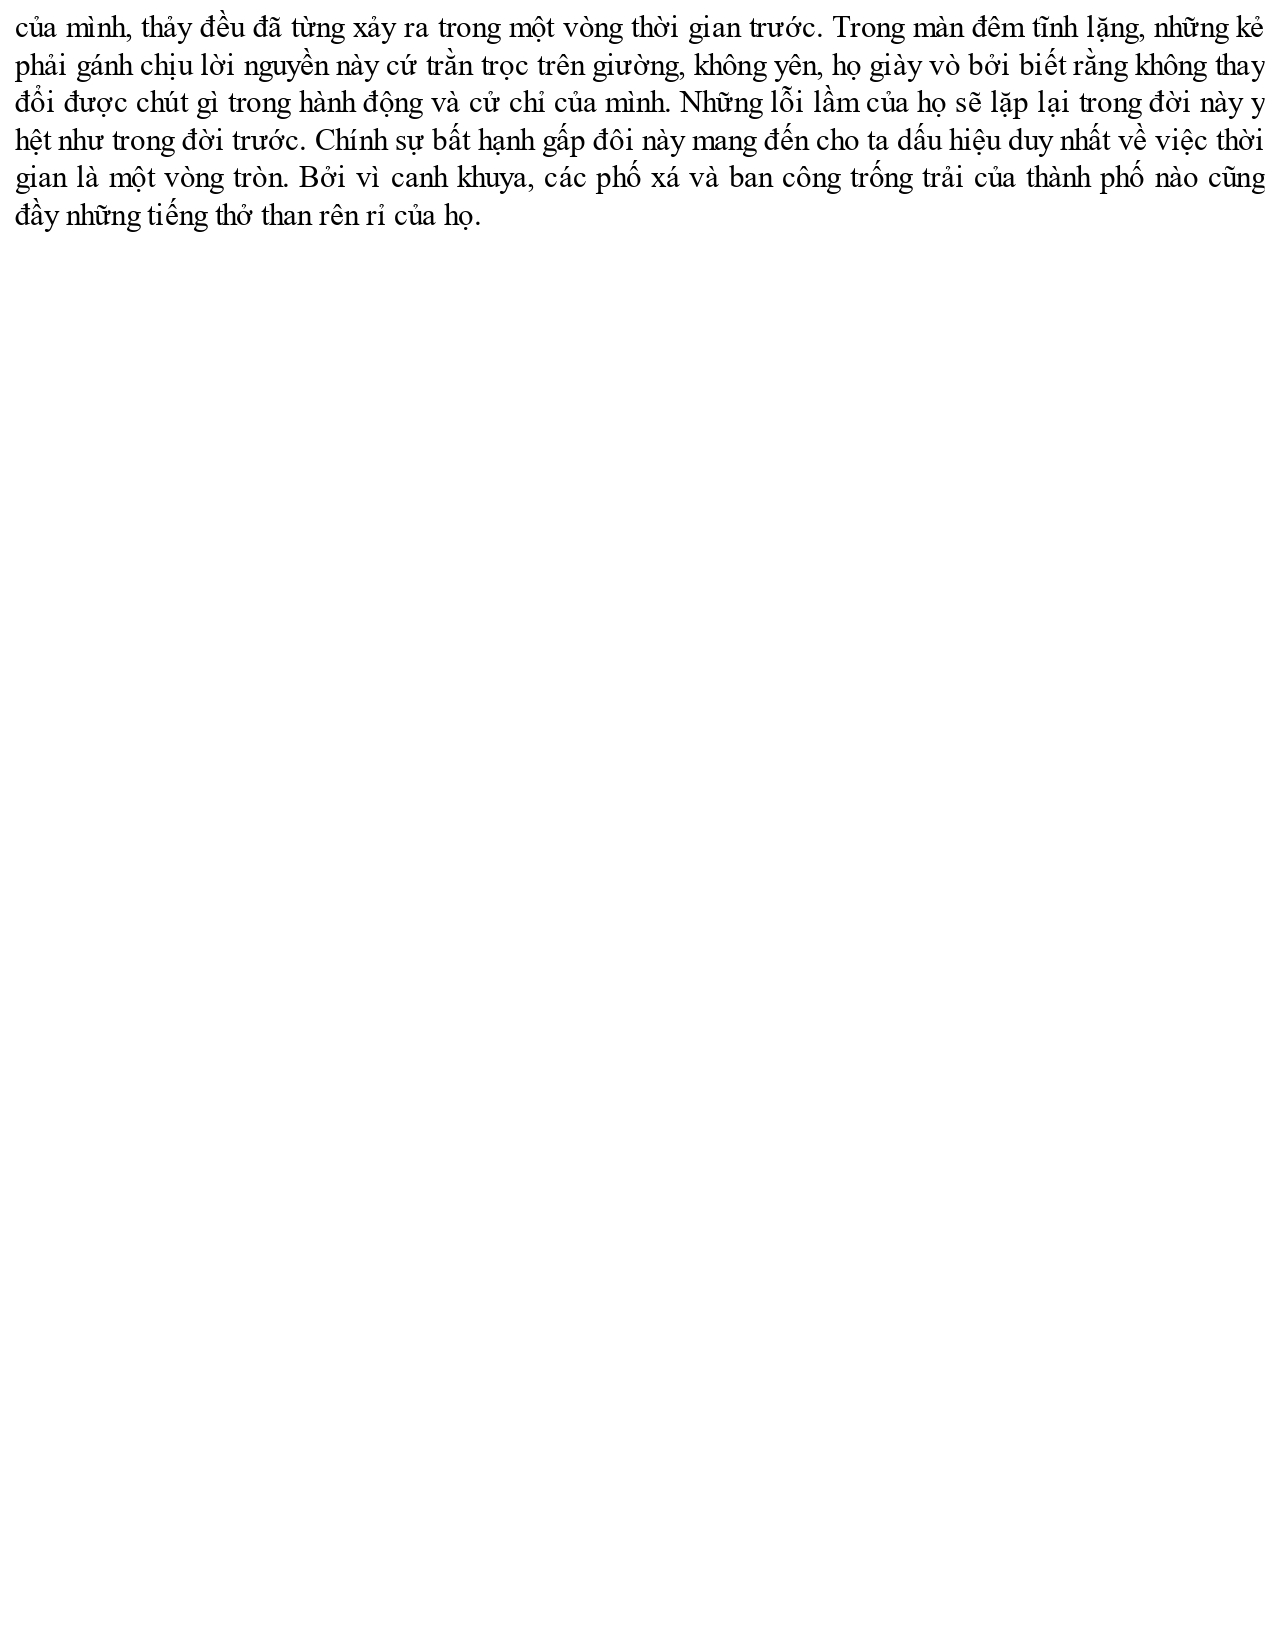 của mình, thảy đều đã từng xảy ra trong một vòng thời gian trước. Trong màn đêm tĩnh lặng, những kẻ
phải gánh chịu lời nguyền này cứ trằn trọc trên giường, không yên, họ giày vò bởi biết rằng không thay
đổi được chút gì trong hành động và cử chỉ của mình. Những lỗi lầm của họ sẽ lặp lại trong đời này y
hệt như trong đời trước. Chính sự bất hạnh gấp đôi này mang đến cho ta dấu hiệu duy nhất về việc thời
gian là một vòng tròn. Bởi vì canh khuya, các phố xá và ban công trống trải của thành phố nào cũng
đầy những tiếng thở than rên rỉ của họ.